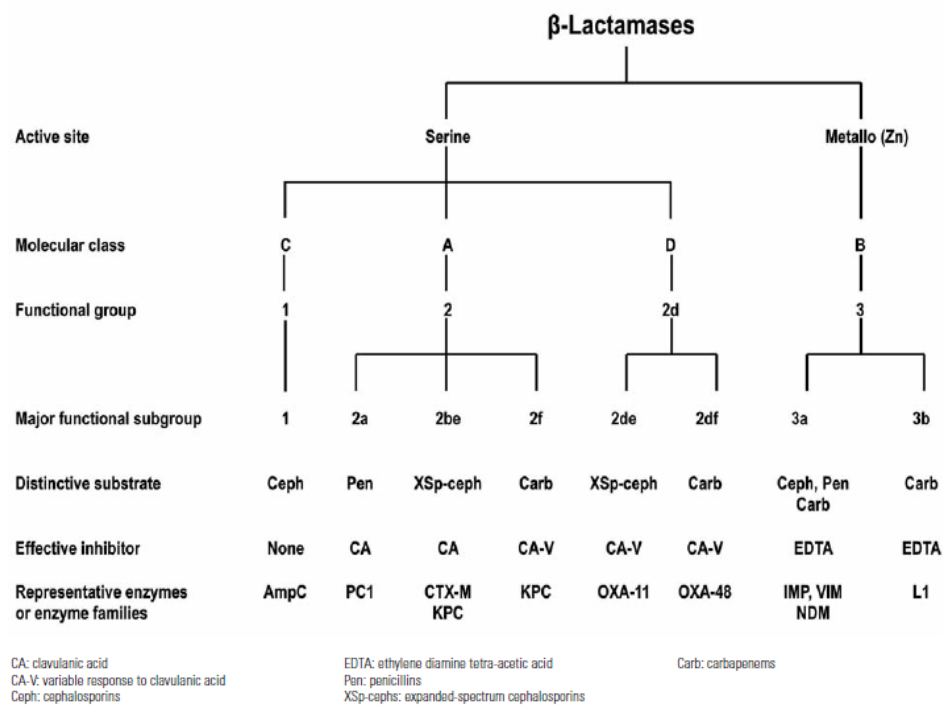 β-Lactamases
Active site Serine Metallo (Zn)
Molecular class C A D B
Functional group 1 2 2d 3
Major functional subgroup 1 2a 2be 2f 2de 2df 3a 3b
Distinctive substrate Ceph Pen XSp-ceph Carb XSp-ceph Carb Ceph, Pen Carb
Carb
Effective inhibitor None CA CA CA-V CA-V CA-V EDTA EDTA
Representative enzymes AmpC PC1 CTX-M KPC OXA-11 OXA-48 IMP, VIM L1
or enzyme families KPC NDM
CA: clavulanic acid EDTA: ethylene diamine tetra-acetic acid Carb: carbapenems
CA-V: variable response to clavulanic acid Pen: penicillins
Ceph: cephalosporins XSp-cephs: expanded-spectrum cephalosporins